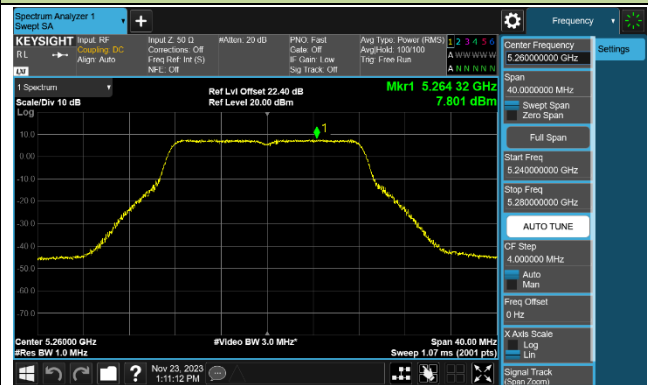 Spectrum Analyzer 1
Swept SA
Frequency
KEYSIGHT
Input: RF
Input Z: 50 Ω
#Atten: 20 dB
PNO: Fast
Avg Type: Power (RMS)
1 2 3 4 5 6
RL
Coupling: DC
Corrections: Off
Gate: Off
Avg|Hold: 100/100
A W W W W W
Align: Auto
Freq Ref: Int (S)
IF Gain: Low
Trig: Free Run
LXI
NFE: Off
Sig Track: Off
A N N N N N
1 Spectrum
Scale/Div 10 dB
Log
Ref Lvl Offset 22.40 dB
Ref Level 20.00 dBm
Mkr1 5.264 32 GHz
7.801 dBm
1
10.0
0.00
-10.0
-20.0
-30.0
-40.0
-50.0
-60.0
-70.0
Center 5.26000 GHz
#Video BW 3.0 MHz*
Span 40.00 MHz
#Res BW 1.0 MHz
Sweep 1.07 ms (2001 pts)
Center Frequency
5.260000000 GHz
Settings
Span
40.0000000 MHz
Swept Span
Zero Span
Full Span
Start Freq
5.240000000 GHz
Stop Freq
5.280000000 GHz
AUTO TUNE
CF Step
4.000000 MHz
Auto
Man
Freq Offset
0 Hz
X Axis Scale
Log
Lin
Signal Track
(Span Zoom)
Nov 23, 2023
1:11:12 PM